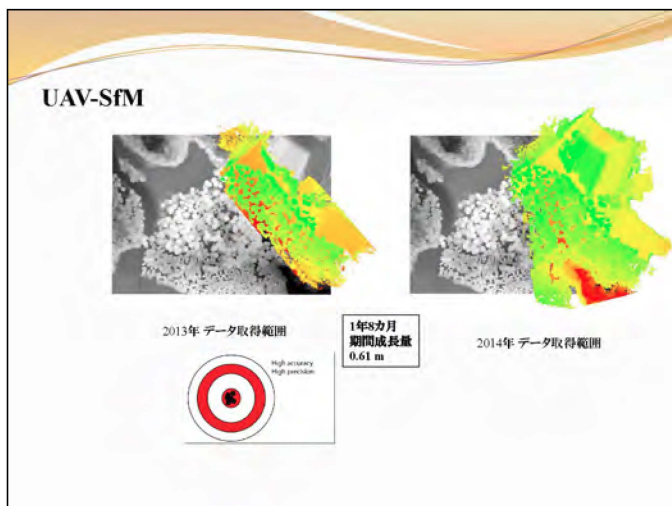 UAV-SfM
2013年 データ取得範囲
1年8カ月
期間成長量
0.61 m
2014年 データ取得範囲
High accuracy
High precision